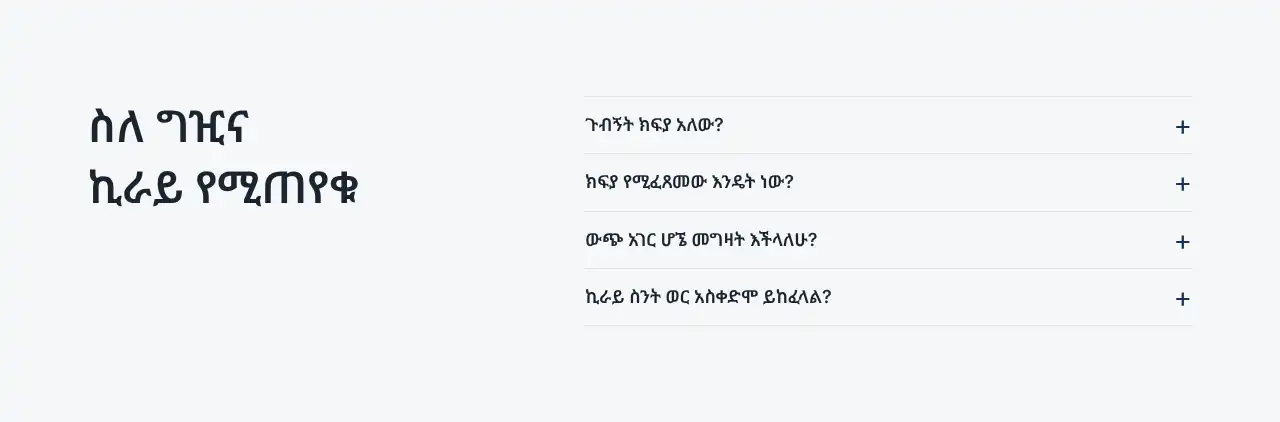 ስለ ግዢና
ኪራይ የሚጠየቁ
ጉብኝት ክፍያ አለው?
ክፍያ የሚፈጸመው እንዴት ነው?
ውጭ አገር ሆኜ መግዛት እችላለሁ?
ኪራይ ስንት ወር አስቀድሞ ይከፈላል?